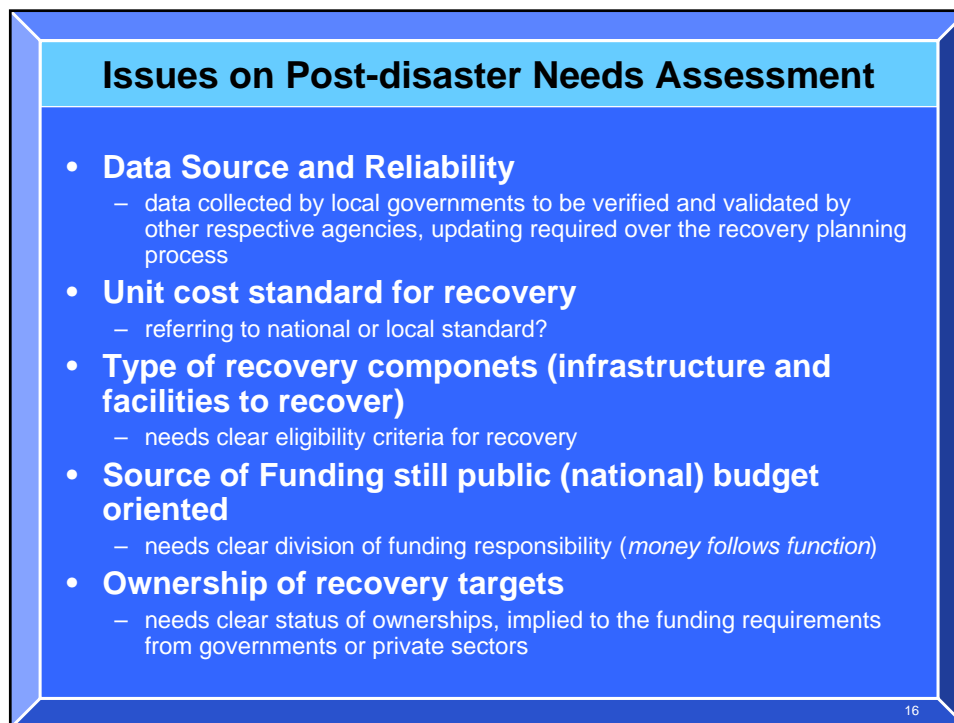 Issues on Post-disaster Needs Assessment
• Data Source and Reliability
– data collected by local governments to be verified and validated by
other respective agencies, updating required over the recovery planning
process
• Unit cost standard for recovery
– referring to national or local standard?
• Type of recovery componets (infrastructure and
facilities to recover)
– needs clear eligibility criteria for recovery
• Source of Funding still public (national) budget
oriented
– needs clear division of funding responsibility (money follows function)
• Ownership of recovery targets
– needs clear status of ownerships, implied to the funding requirements
from governments or private sectors
16